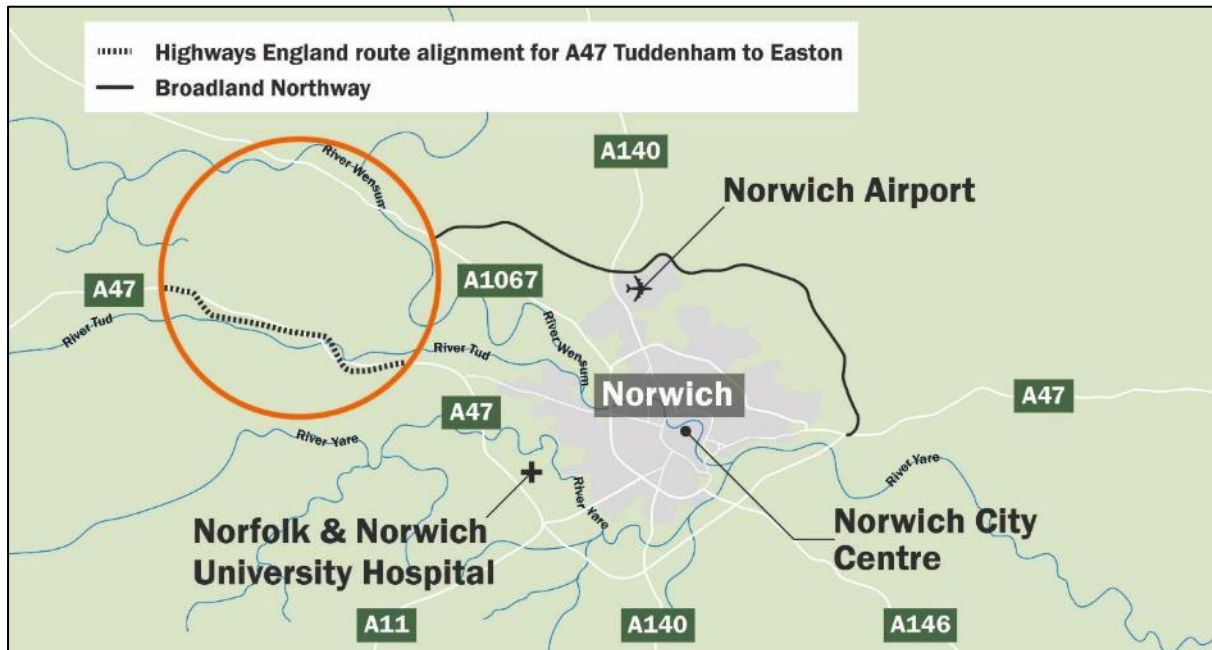 Highways England route alignment for A47 Tuddenham to Easton
Broadland Northway
A140
River Wensum
Norwich Airport
A1067
A47
River Tud
River Tud
River Wensum
Norwich
A47
A47
River Yare
River Yare
River Yare
Norfolk & Norwich
University Hospital
Norwich City
Centre
A11
A140
A146